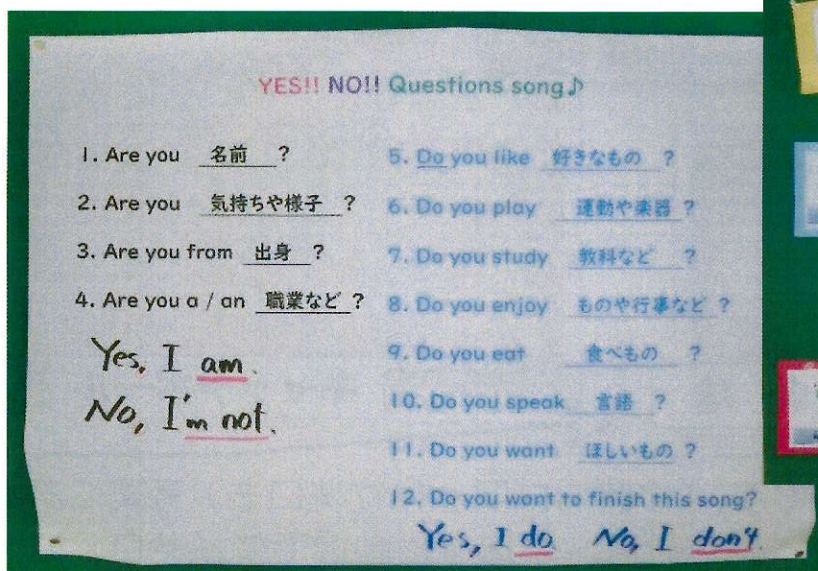 YES!! NO!! Questions song♪
1. Are you 名前 ?
2. Are you 気持ちや様子 ?
3. Are you from 出身 ?
4. Are you a / an 職業など ?
Yes, I am.
No, I'm not.
5. Do you like 好きなもの ?
6. Do you play 運動や楽器 ?
7. Do you study 教科など ?
8. Do you enjoy ものや行事など ?
9. Do you eat 食べもの ?
10. Do you speak 言語 ?
11. Do you want ほしいもの ?
12. Do you want to finish this song?
Yes, I do No, I don't.